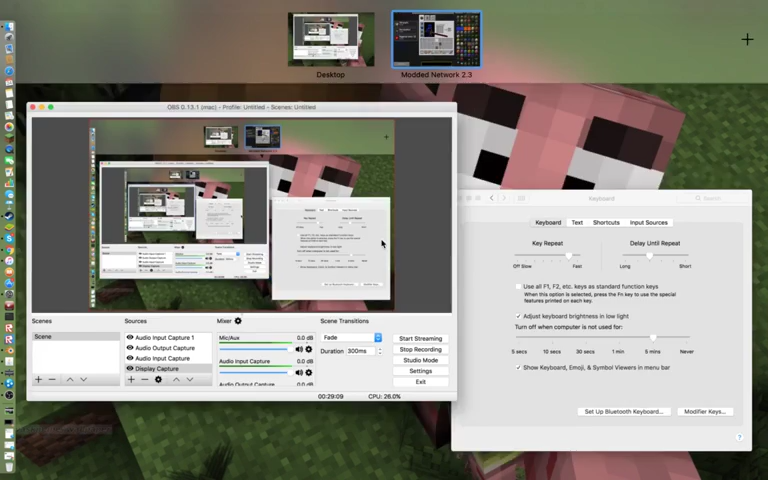 Desktop
Modded Network 2.3
OBS 0.13.1 (mac) - Profile: Untitled - Scenes: Untitled
Scenes
Scene
Sources
Audio Input Capture 1
Audio Output Capture
Audio Input Capture
Display Capture
Mixer
Mic/Aux
0.0 dB
Audio Input Capture
0.0 dB
Audio Output Capture
0.0 dB
Scene Transitions
Fade
Duration 300ms
Start Streaming
Stop Recording
Studio Mode
Settings
Exit
00:29:09
CPU: 26.0%
Keyboard
Search
Keyboard
Text
Shortcuts
Input Sources
Key Repeat
Delay Until Repeat
Off Slow
Fast
Long
Short
Use all F1, F2, etc. keys as standard function keys
When this option is selected, press the Fn key to use the special
features printed on each key.
Adjust keyboard brightness in low light
Turn off when computer is not used for:
5 secs
10 secs
30 secs
1 min
5 mins
Never
Show Keyboard, Emoji, & Symbol Viewers in menu bar
Set Up Bluetooth Keyboard...
Modifier Keys...
?